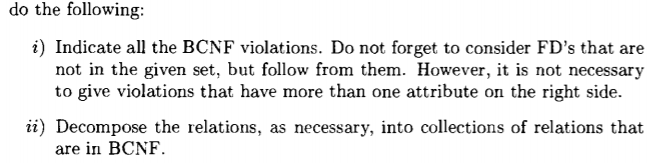 do the following:
i) Indicate all the BCNF violations. Do not forget to consider FD's that are
not in the given set, but follow from them. However, it is not necessary
to give violations that have more than one attribute on the right side.
ii) Decompose the relations, as necessary, into collections of relations that
are in BCNF.